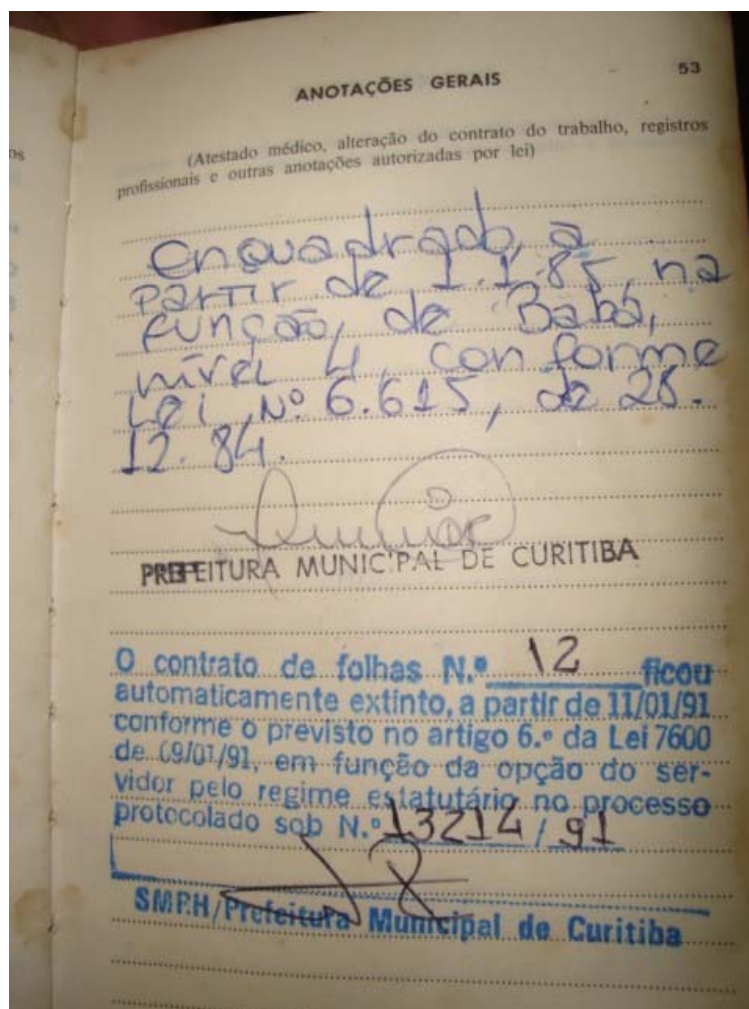 os
53
ANOTAÇÕES GERAIS
(Atestado médico, alteração do contrato do trabalho, registros
profissionais e outras anotações autorizadas por lei)
Enquadrado, a
partir de 1.1.85, na
função, de Babá,
nível 4, conforme
Lei Nº 6.615, de 28.
12.84.
PREFEITURA MUNICIPAL DE CURITIBA
O contrato de folhas N.º 12 ficou
automaticamente extinto, a partir de 11/01/91
conforme o previsto no artigo 6.º da Lei 7600
de 09/01/91, em função da opção do ser-
vidor pelo regime estatutário no processo
protocolado sob N.º 13214 / 91
SMRH/Prefeitura Municipal de Curitiba